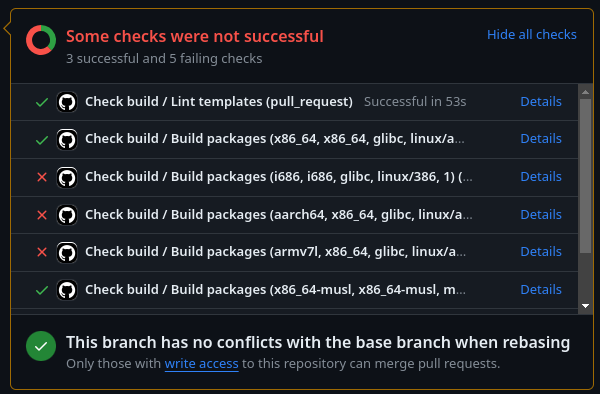 Some checks were not successful
Hide all checks
3 successful and 5 failing checks
Check build / Lint templates (pull_request) Successful in 53s Details
Check build / Build packages (x86_64, x86_64, glibc, linux/a... Details
Check build / Build packages (i686, i686, glibc, linux/386, 1) (... Details
Check build / Build packages (aarch64, x86_64, glibc, linux/a... Details
Check build / Build packages (armv7l, x86_64, glibc, linux/a... Details
Check build / Build packages (x86_64-musl, x86_64-musl, m... Details
This branch has no conflicts with the base branch when rebasing
Only those with write access to this repository can merge pull requests.